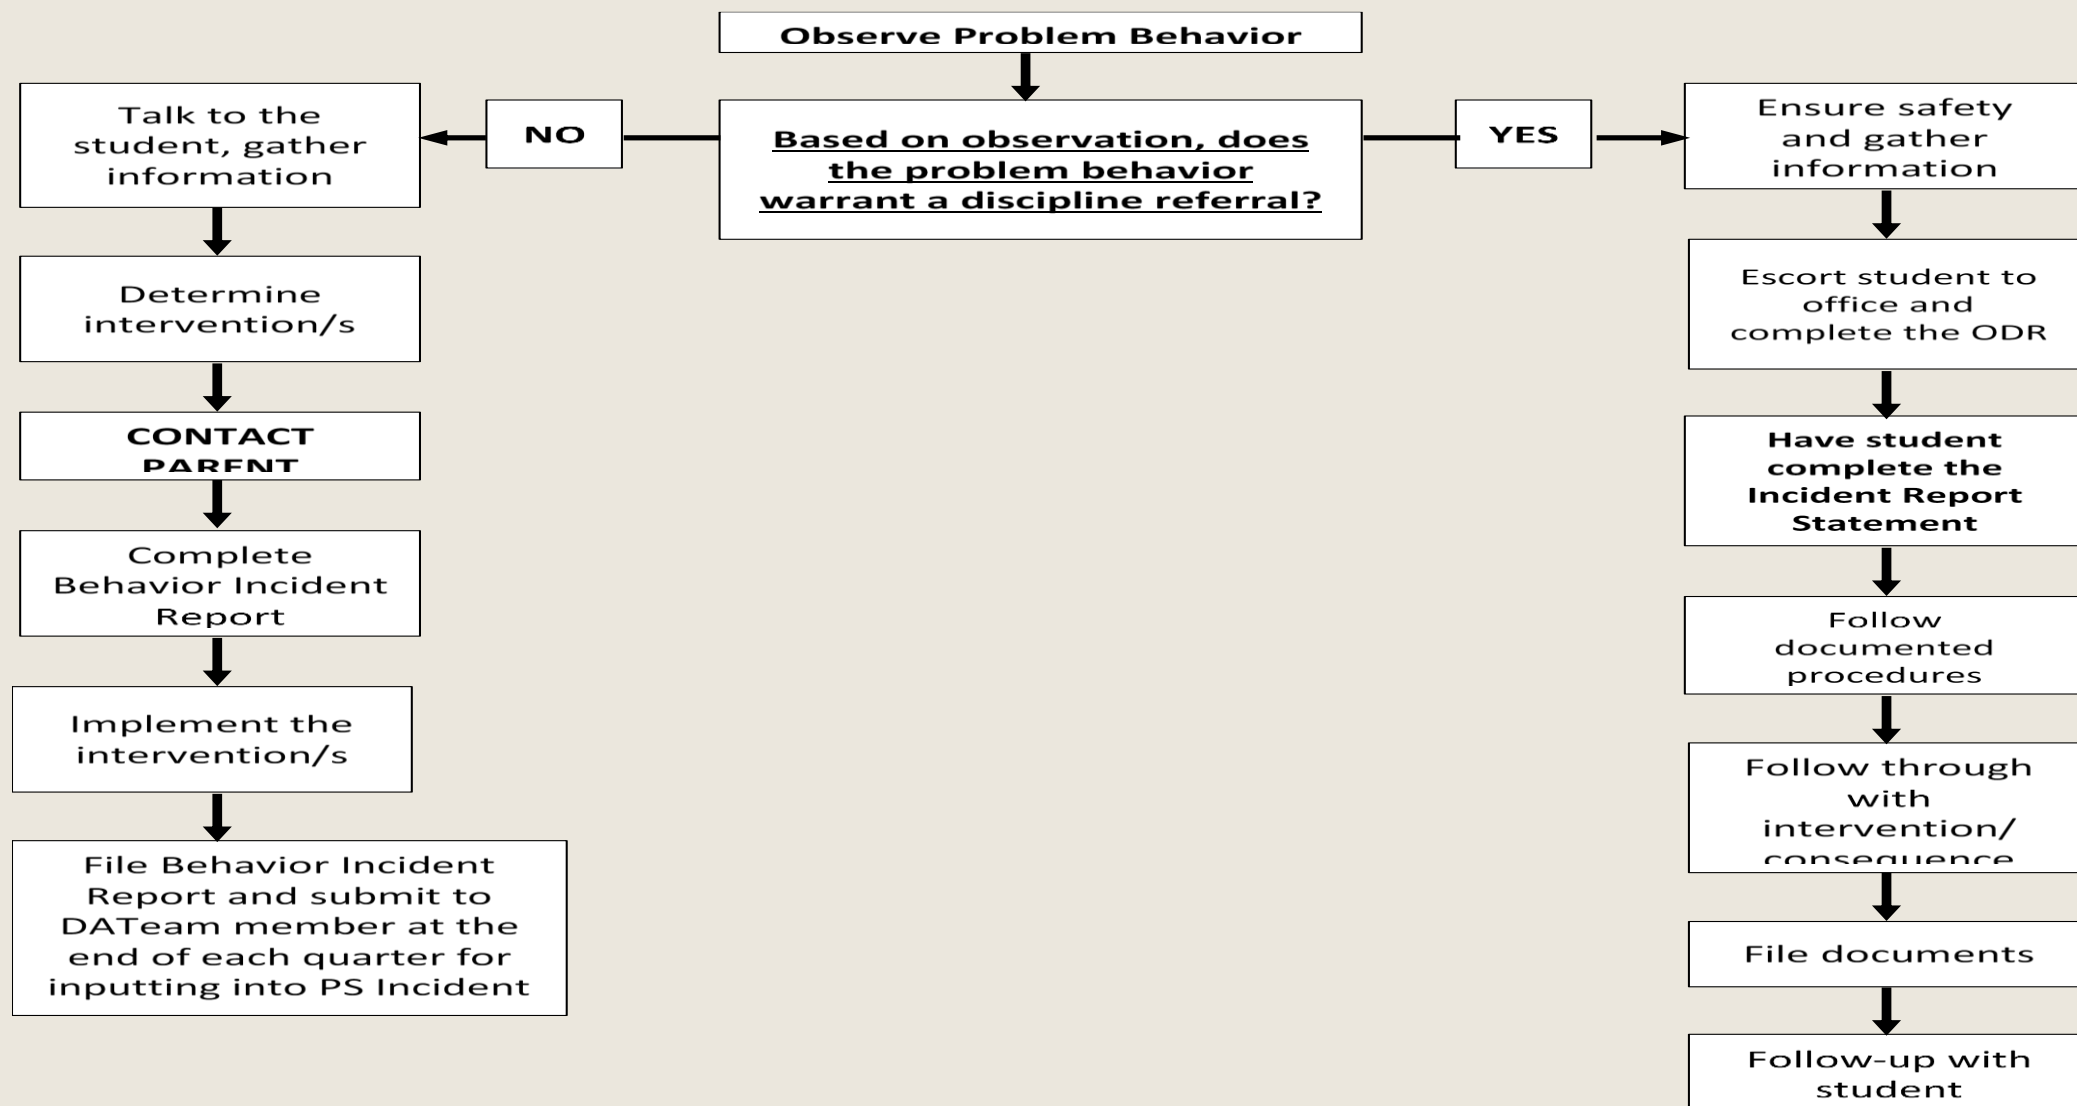 Observe Problem Behavior
Based on observation, does
the problem behavior
warrant a discipline referral?
NO
Talk to the
student, gather
information
Determine
intervention/s
CONTACT
PARENT
Complete
Behavior Incident
Report
Implement the
intervention/s
File Behavior Incident
Report and submit to
DATeam member at the
end of each quarter for
inputting into PS Incident
YES
Ensure safety
and gather
information
Escort student to
office and
complete the ODR
Have student
complete the
Incident Report
Statement
Follow
documented
procedures
Follow through
with
intervention/
consequence
File documents
Follow-up with
student